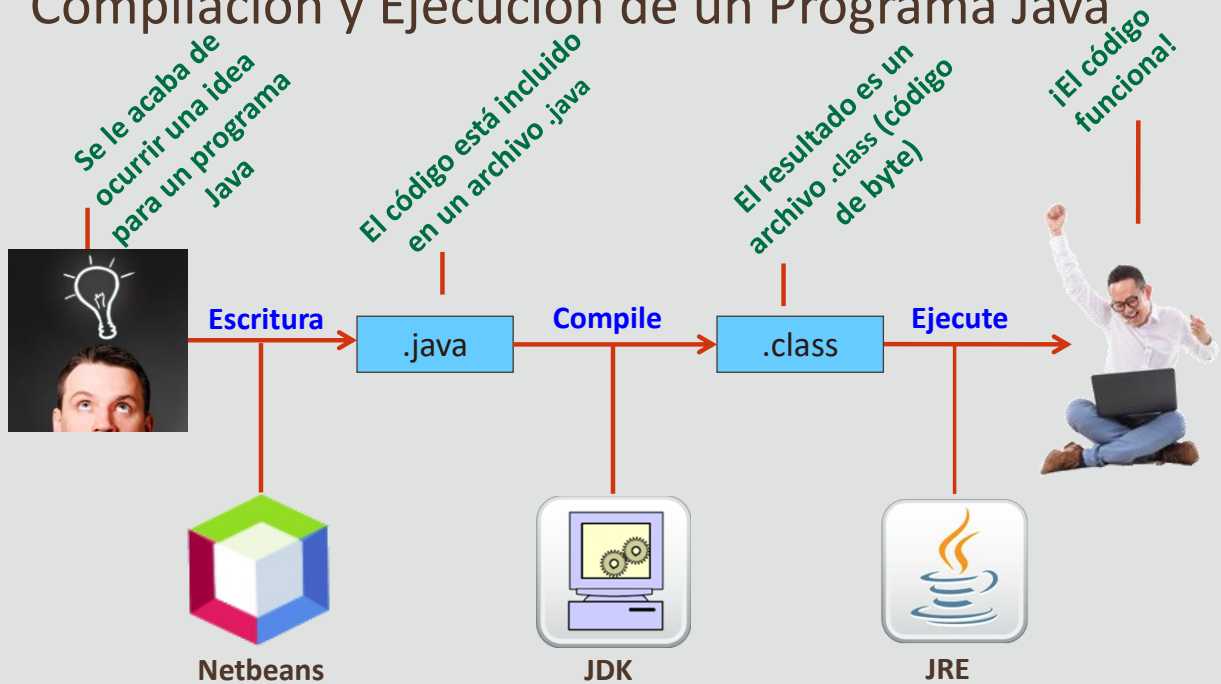 Compilación y Ejecución de un Programa Java
Se le acaba de
ocurrir una idea
para un programa
Java
El código está incluido
en un archivo .java
El resultado es un
archivo .class (código
de byte)
¡El código
funciona!
Escritura
.java
Compile
.class
Ejecute
Netbeans
JDK
JRE